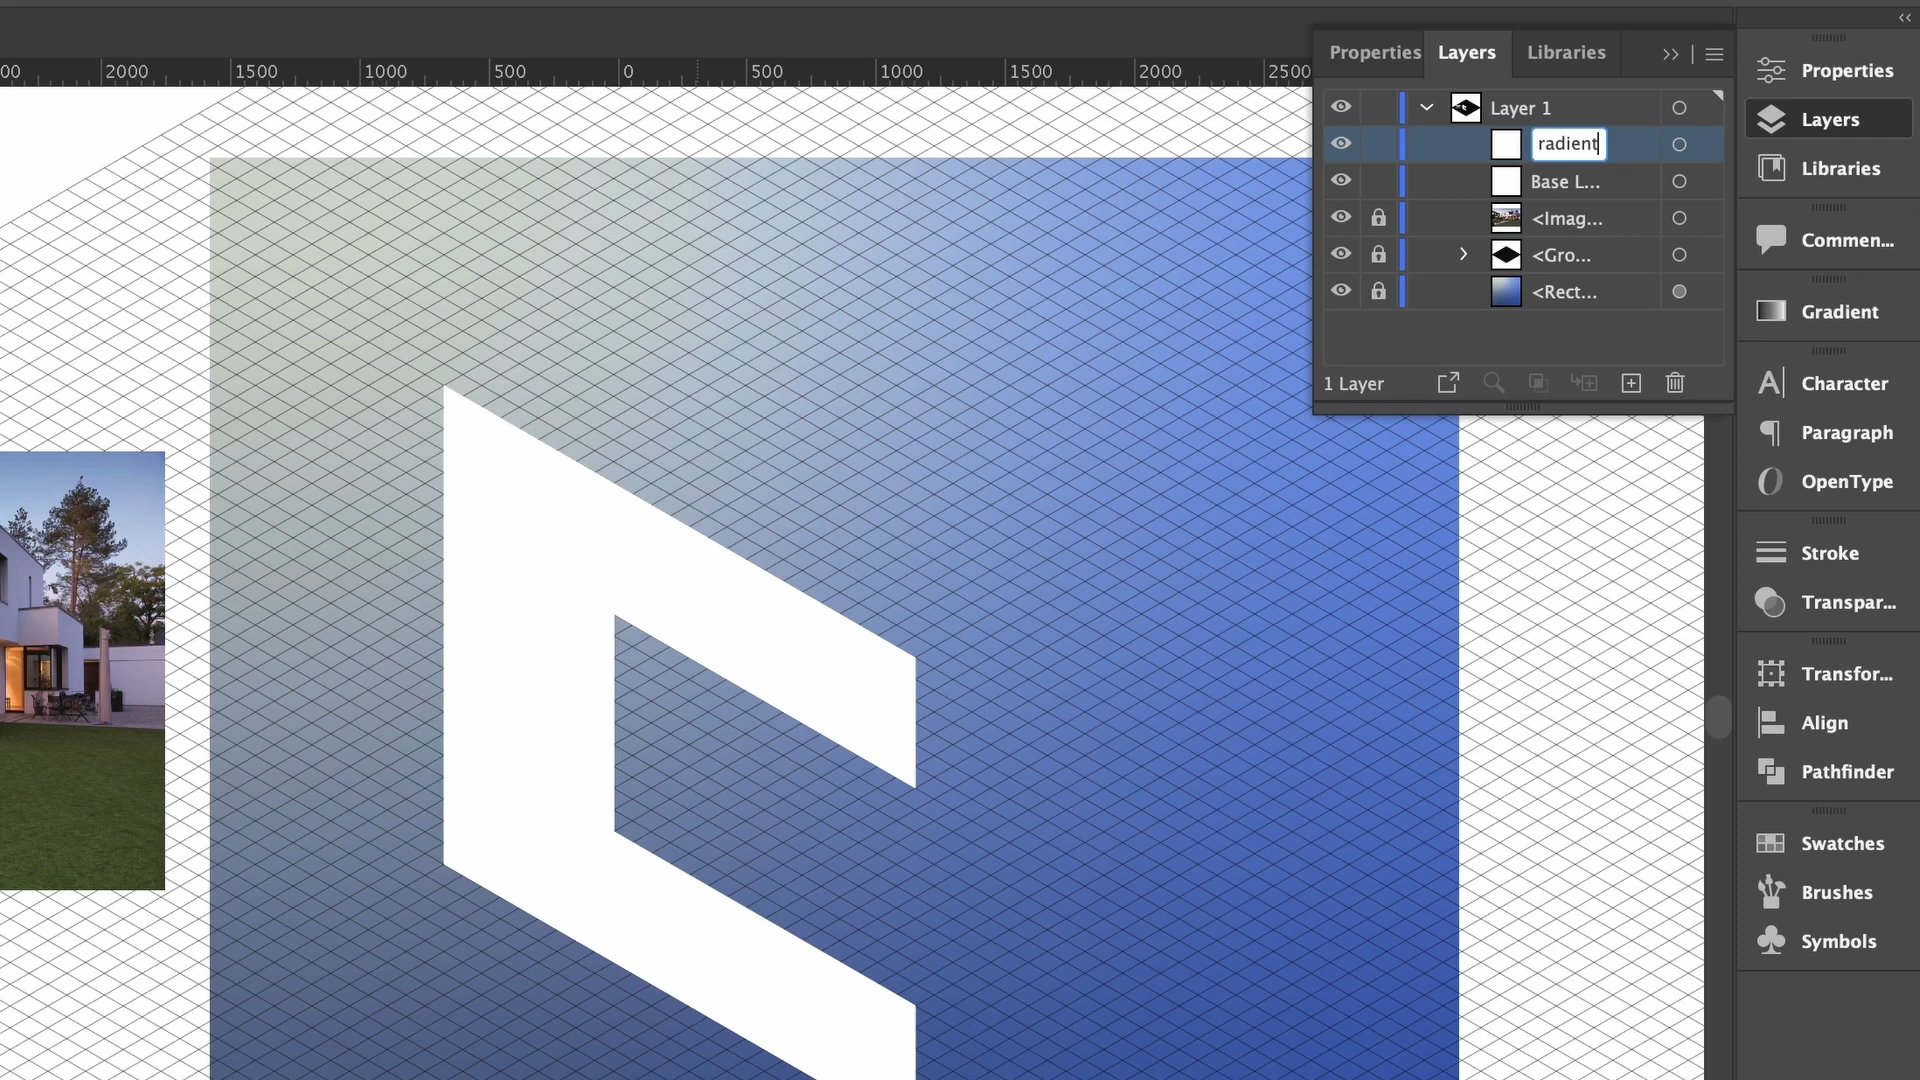 Properties Layers Libraries
00 2000 1500 1000 500 0 500 1000 1500 2000 2500
Layer 1
radient
Base L...
<Imag...
<Gro...
<Rect...
1 Layer
Properties
Layers
Libraries
Commen...
Gradient
Character
Paragraph
OpenType
Stroke
Transpar...
Transfor...
Align
Pathfinder
Swatches
Brushes
Symbols